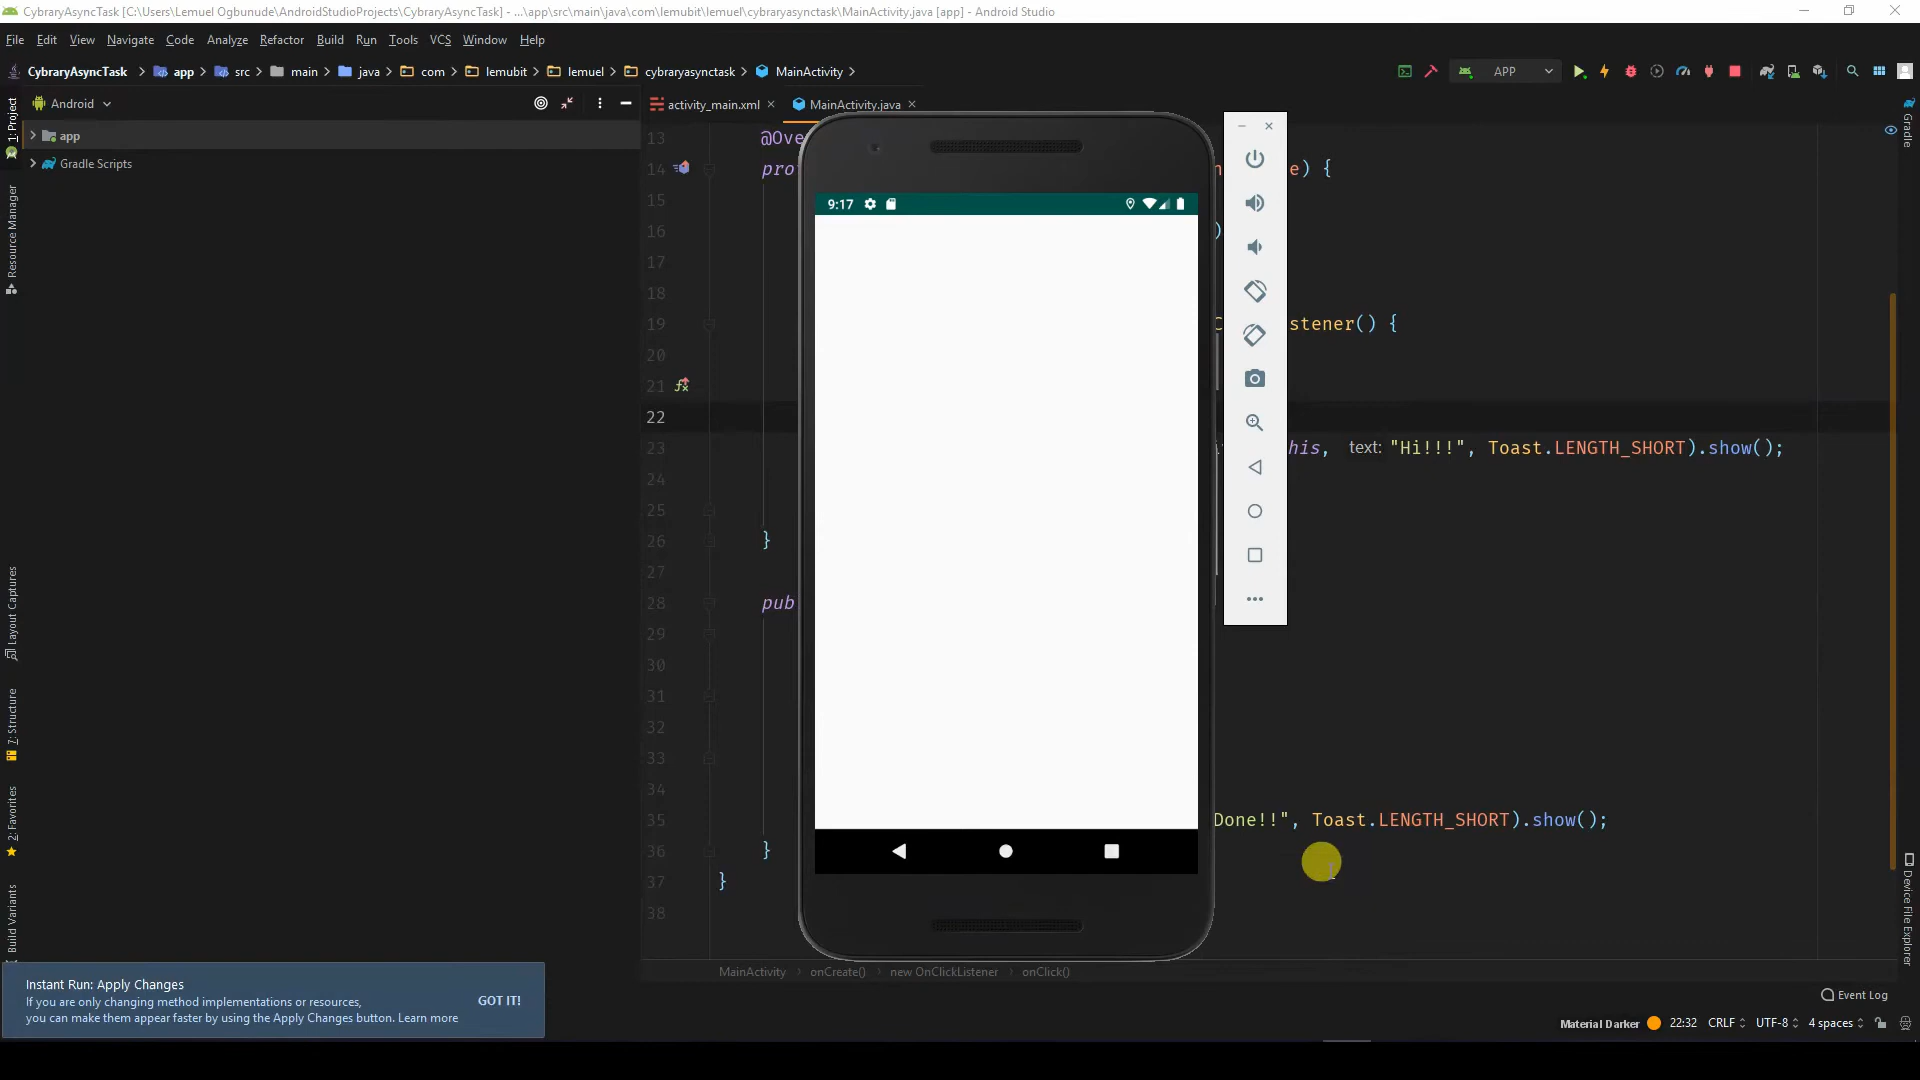 CybraryAsyncTask [C:\Users\Lemuel Ogbunude\AndroidStudioProjects\CybraryAsyncTask] - ...\app\src\main\java\com\lemubit\lemuel\cybraryasynctask\MainActivity.java [app] - Android Studio
File Edit View Navigate Code Analyze Refactor Build Run Tools VCS Window Help
CybraryAsyncTask app src main java com lemubit lemuel cybraryasynctask MainActivity
APP
Android
activity_main.xml
MainActivity.java
1: Project
Resource Manager
Layout Captures
7: Structure
2: Favorites
Build Variants
app
Gradle Scripts
13 @Ove
14 pro e) {
15
16 )
17
18
19 stener() {
20
21
22
23 his, text: "Hi!!!", Toast.LENGTH_SHORT).show();
24
25
26 }
27
28 pub
29
30
31
32
33
34
35 Done!!", Toast.LENGTH_SHORT).show();
36 }
37 }
38
9:17
Gradle
Device File Explorer
MainActivity onCreate() new OnClickListener onClick()
Instant Run: Apply Changes
If you are only changing method implementations or resources,
you can make them appear faster by using the Apply Changes button. Learn more
GOT IT!
Event Log
Material Darker 22:32 CRLF UTF-8 4 spaces